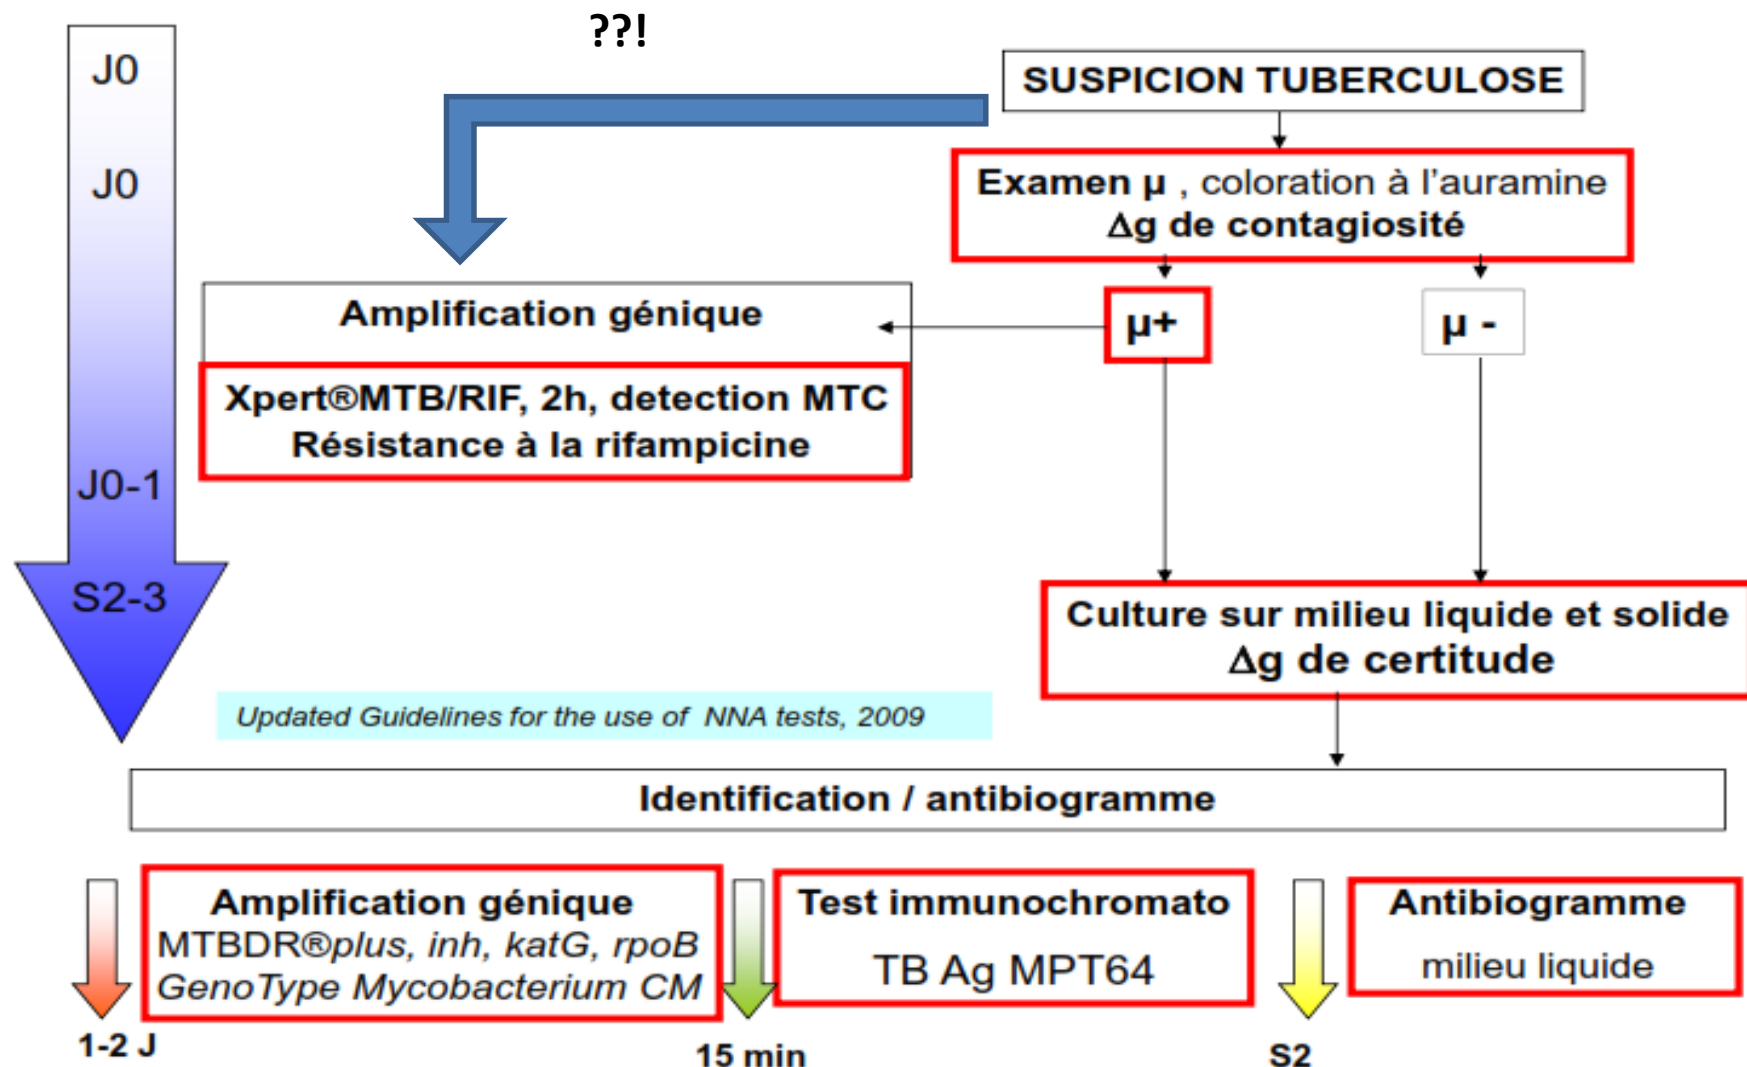 ??!
J0
SUSPICION TUBERCULOSE
J0
Examen µ , coloration à l'auramine
Δg de contagiosité
Amplification génique
µ+
µ -
Xpert®MTB/RIF, 2h, detection MTC
Résistance à la rifampicine
J0-1
S2-3
Culture sur milieu liquide et solide
Δg de certitude
Updated Guidelines for the use of NNA tests, 2009
Identification / antibiogramme
Amplification génique
MTBDR®plus, inh, katG, rpoB
GenoType Mycobacterium CM
1-2 J
Test immunochromato
TB Ag MPT64
15 min
Antibiogramme
milieu liquide
S2